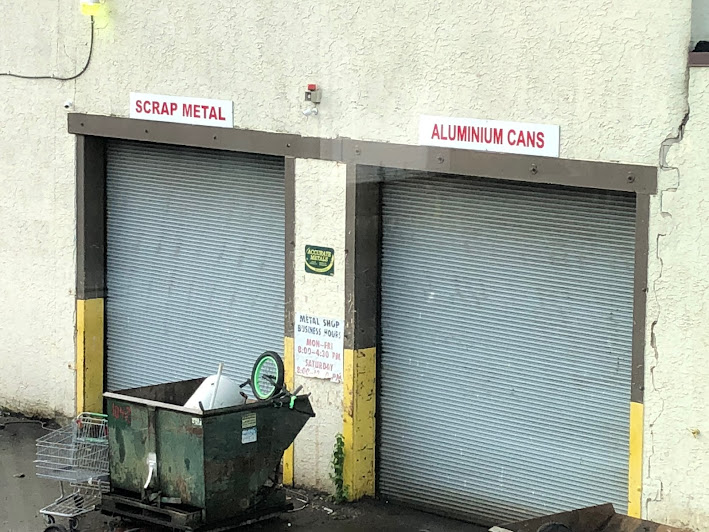 SCRAP METAL
ALUMINIUM CANS
ACCURATE
METALS
METAL SHOP
BUSINESS HOURS
MON-FRI
8:00-4:30 PM
SATURDAY